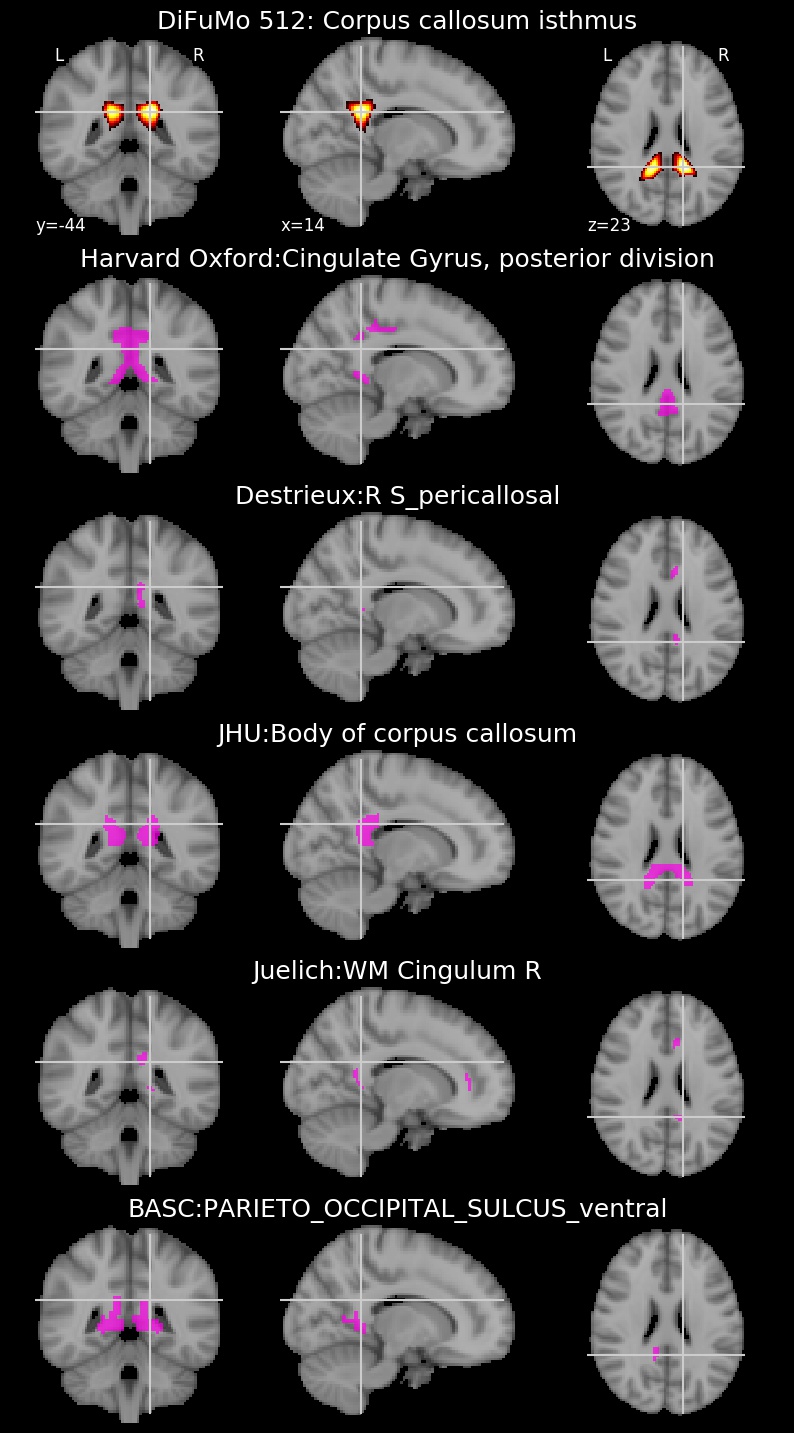 DiFuMo 512: Corpus callosum isthmus
L R L R
y=-44 x=14 z=23
Harvard Oxford:Cingulate Gyrus, posterior division
Destrieux:R S_pericallosal
JHU:Body of corpus callosum
Juelich:WM Cingulum R
BASC:PARIETO_OCCIPITAL_SULCUS_ventral